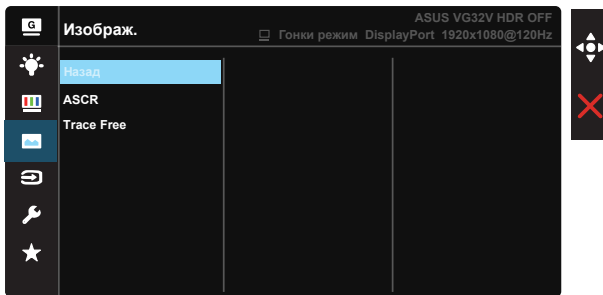 G
Изображ.
ASUS VG32V HDR OFF
Гонки режим DisplayPort 1920x1080@120Hz
Назад
ASCR
Trace Free